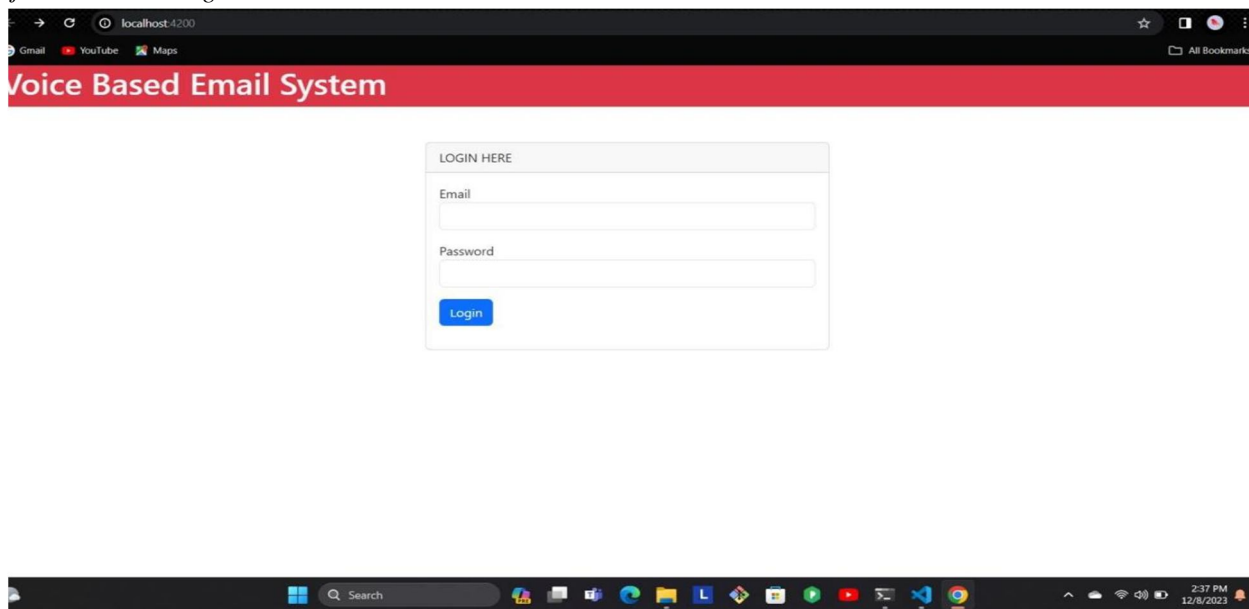 localhost:4200
Gmail YouTube Maps All Bookmarks
Voice Based Email System
LOGIN HERE
Email
Password
Login
Search
2:37 PM
12/8/2023